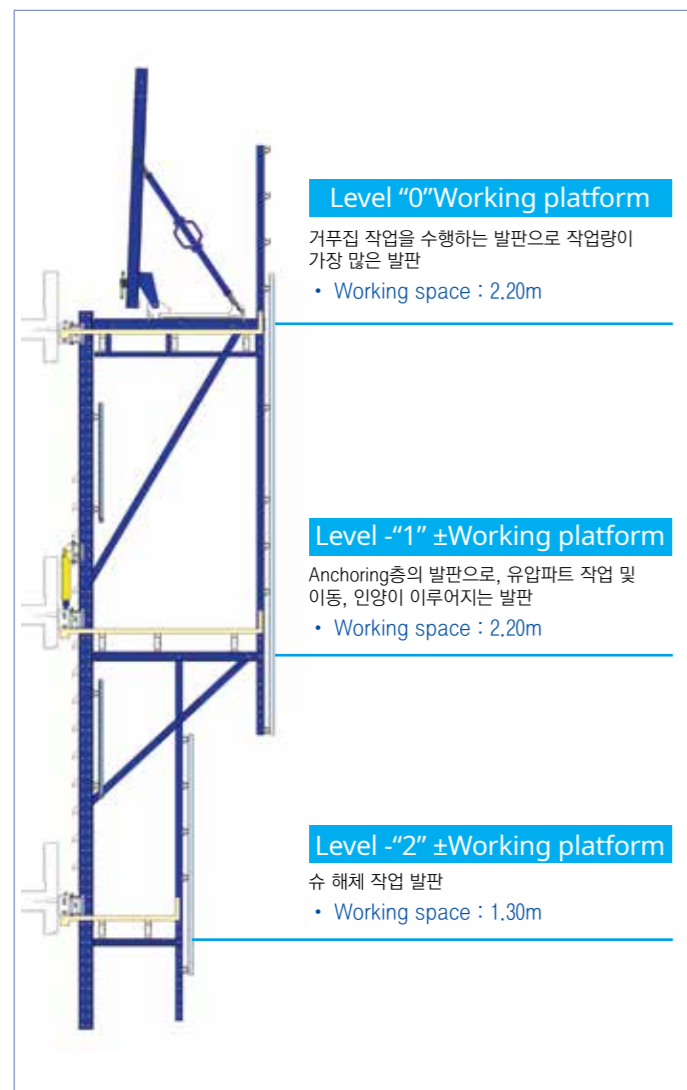 Level “0”Working platform
거푸집 작업을 수행하는 발판으로 작업량이
가장 많은 발판
• Working space : 2.20m
Level -“1” ±Working platform
Anchoring층의 발판으로, 유압파트 작업 및
이동, 인양이 이루어지는 발판
• Working space : 2.20m
Level -“2” ±Working platform
슈 해체 작업 발판
• Working space : 1.30m